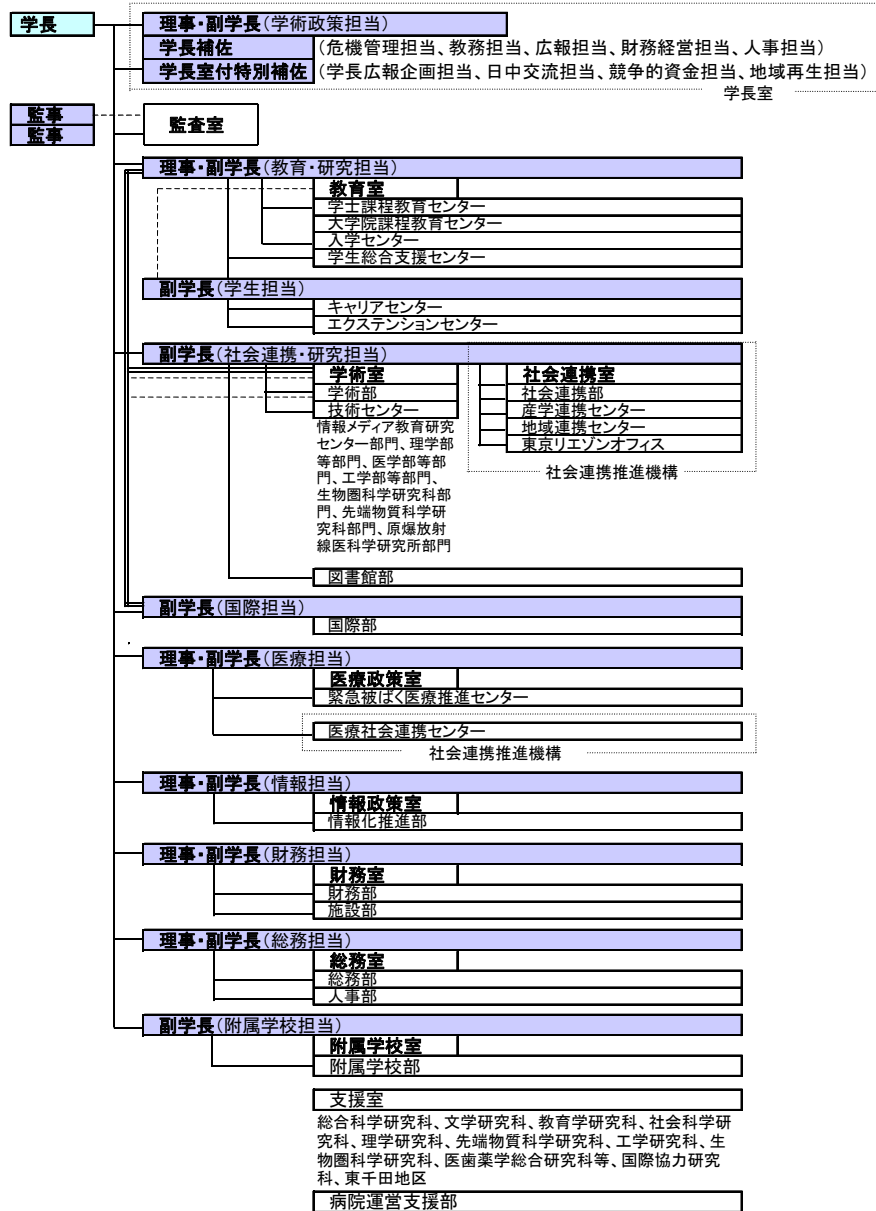 学長
理事・副学長(学術政策担当)
学長補佐 (危機管理担当、教務担当、広報担当、財務経営担当、人事担当)
学長室付特別補佐 (学長広報企画担当、日中交流担当、競争的資金担当、地域再生担当)
学長室
監事
監事
監査室
理事・副学長(教育・研究担当)
教育室
学士課程教育センター
大学院課程教育センター
入学センター
学生総合支援センター
副学長(学生担当)
キャリアセンター
エクステンションセンター
副学長(社会連携・研究担当)
学術室
学術部
技術センター
情報メディア教育研究
センター部門、理学部
等部門、医学部等部
門、工学部等部門、
生物圏科学研究科部
門、先端物質科学研
究科部門、原爆放射
線医科学研究所部門
社会連携室
社会連携部
産学連携センター
地域連携センター
東京リエゾンオフィス
社会連携推進機構
図書館部
副学長(国際担当)
国際部
理事・副学長(医療担当)
医療政策室
緊急被ばく医療推進センター
医療社会連携センター
社会連携推進機構
理事・副学長(情報担当)
情報政策室
情報化推進部
理事・副学長(財務担当)
財務室
財務部
施設部
理事・副学長(総務担当)
総務室
総務部
人事部
副学長(附属学校担当)
附属学校室
附属学校部
支援室
総合科学研究科、文学研究科、教育学研究科、社会科学研
究科、理学研究科、先端物質科学研究科、工学研究科、生
物圏科学研究科、医歯薬学総合研究科等、国際協力研究
科、東千田地区
病院運営支援部